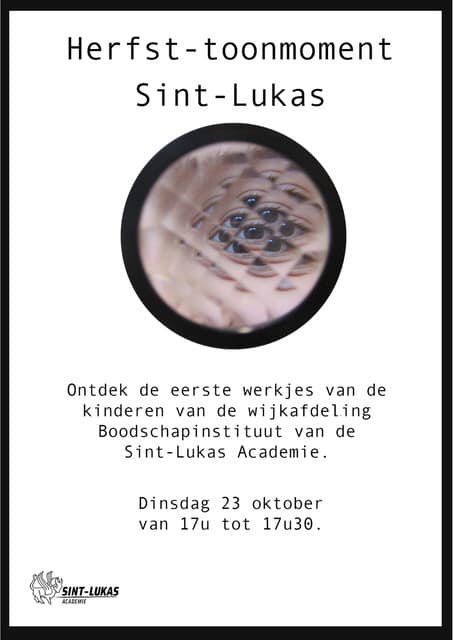 Herfst-toonmoment
Sint-Lukas
Ontdek de eerste werkjes van de
kinderen van de wijkafdeling
Boodschapinstituut van de
Sint-Lukas Academie.
Dinsdag 23 oktober
van 17u tot 17u30.
SINT-LUKAS
ACADEMIE